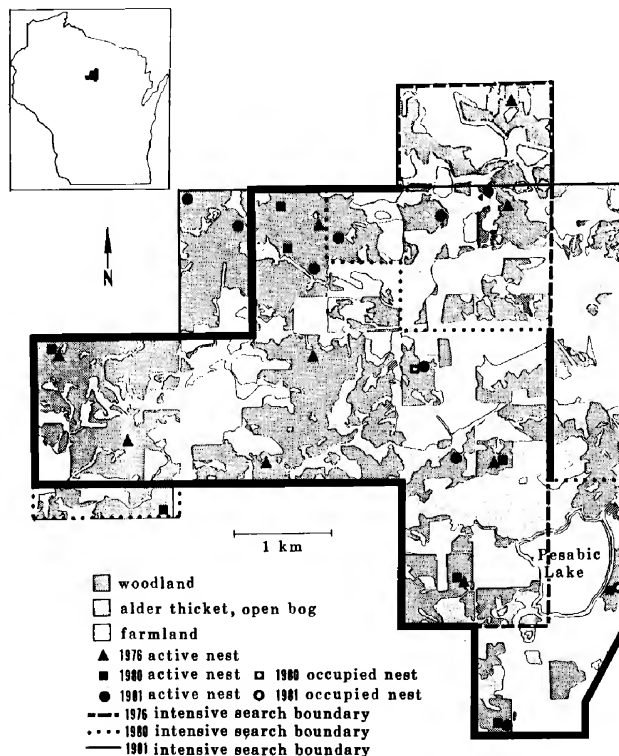 N
1 km
Pesabic
Lake
woodland
alder thicket, open bog
farmland
1976 active nest
1980 active nest 1980 occupied nest
1981 active nest 1981 occupied nest
1976 intensive search boundary
1980 intensive search boundary
1981 intensive search boundary